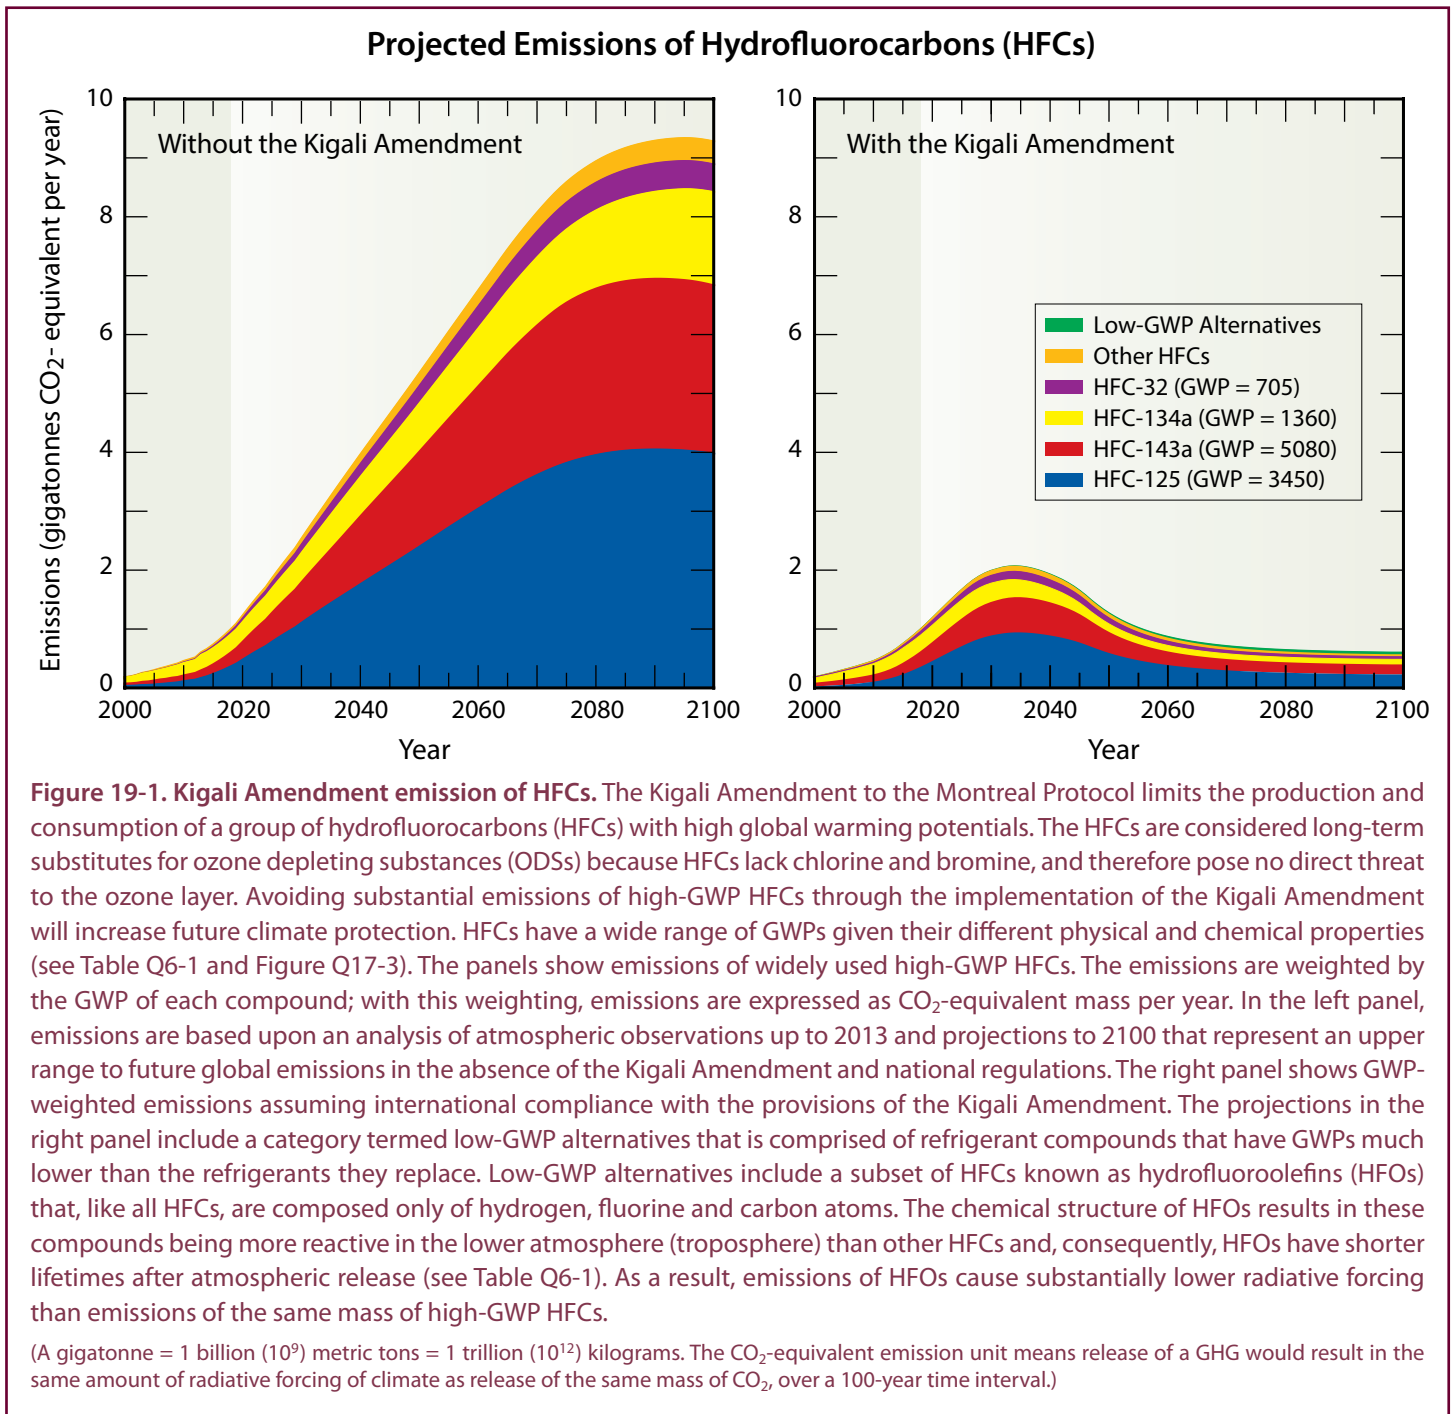 Projected Emissions of Hydrofluorocarbons (HFCs)
Emissions (gigatonnes CO₂- equivalent per year)
10
8
6
4
2
0
Without the Kigali Amendment
2000 2020 2040 2060 2080 2100
Year
10
8
6
4
2
0
With the Kigali Amendment
Low-GWP Alternatives
Other HFCs
HFC-32 (GWP = 705)
HFC-134a (GWP = 1360)
HFC-143a (GWP = 5080)
HFC-125 (GWP = 3450)
2000 2020 2040 2060 2080 2100
Year
Figure 19-1. Kigali Amendment emission of HFCs. The Kigali Amendment to the Montreal Protocol limits the production and
consumption of a group of hydrofluorocarbons (HFCs) with high global warming potentials. The HFCs are considered long-term
substitutes for ozone depleting substances (ODSs) because HFCs lack chlorine and bromine, and therefore pose no direct threat
to the ozone layer. Avoiding substantial emissions of high-GWP HFCs through the implementation of the Kigali Amendment
will increase future climate protection. HFCs have a wide range of GWPs given their different physical and chemical properties
(see Table Q6-1 and Figure Q17-3). The panels show emissions of widely used high-GWP HFCs. The emissions are weighted by
the GWP of each compound; with this weighting, emissions are expressed as CO₂-equivalent mass per year. In the left panel,
emissions are based upon an analysis of atmospheric observations up to 2013 and projections to 2100 that represent an upper
range to future global emissions in the absence of the Kigali Amendment and national regulations. The right panel shows GWP-
weighted emissions assuming international compliance with the provisions of the Kigali Amendment. The projections in the
right panel include a category termed low-GWP alternatives that is comprised of refrigerant compounds that have GWPs much
lower than the refrigerants they replace. Low-GWP alternatives include a subset of HFCs known as hydrofluoroolefins (HFOs)
that, like all HFCs, are composed only of hydrogen, fluorine and carbon atoms. The chemical structure of HFOs results in these
compounds being more reactive in the lower atmosphere (troposphere) than other HFCs and, consequently, HFOs have shorter
lifetimes after atmospheric release (see Table Q6-1). As a result, emissions of HFOs cause substantially lower radiative forcing
than emissions of the same mass of high-GWP HFCs.
(A gigatonne = 1 billion (10⁹) metric tons = 1 trillion (10¹²) kilograms. The CO₂-equivalent emission unit means release of a GHG would result in the
same amount of radiative forcing of climate as release of the same mass of CO₂, over a 100-year time interval.)